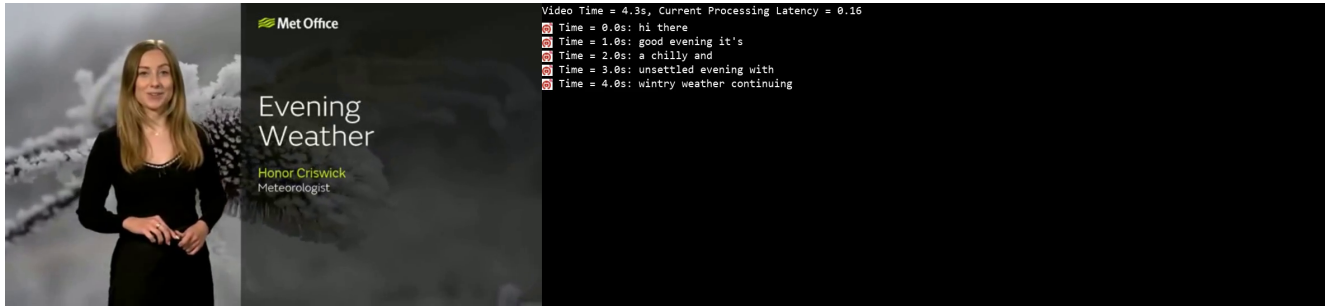 Met Office
Evening
Weather
Honor Criswick
Meteorologist
Video Time = 4.3s, Current Processing Latency = 0.16
Time = 0.0s: hi there
Time = 1.0s: good evening it's
Time = 2.0s: a chilly and
Time = 3.0s: unsettled evening with
Time = 4.0s: wintry weather continuing